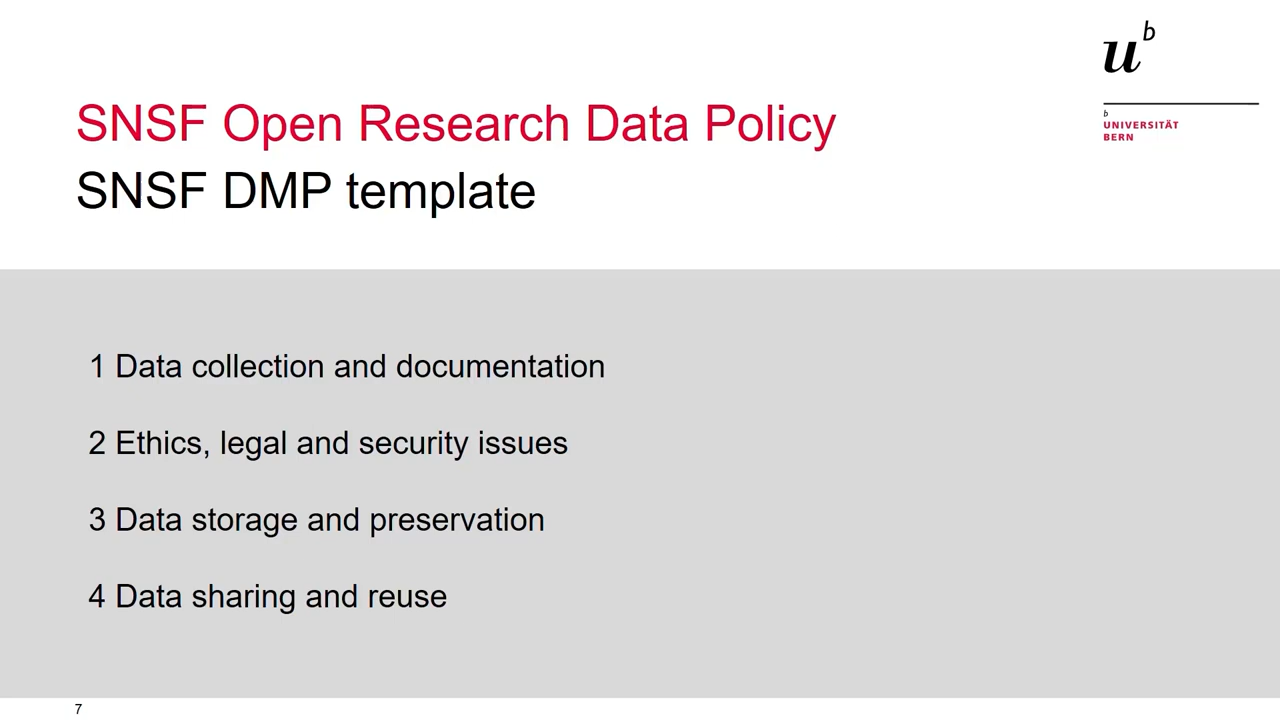 u b
b
UNIVERSITÄT
BERN
SNSF Open Research Data Policy
SNSF DMP template
1 Data collection and documentation
2 Ethics, legal and security issues
3 Data storage and preservation
4 Data sharing and reuse
7